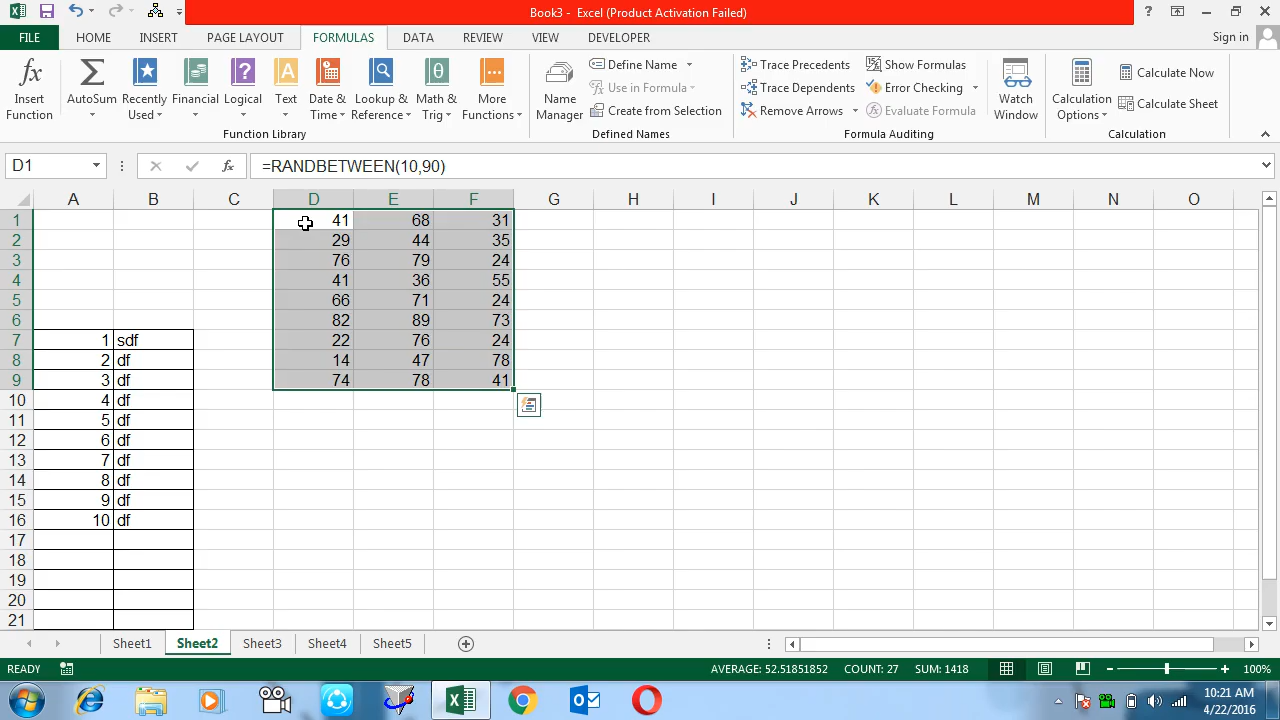 Book3 - Excel (Product Activation Failed)
FILE HOME INSERT PAGE LAYOUT FORMULAS DATA REVIEW VIEW DEVELOPER Sign in
Insert Function
AutoSum
Recently Used
Financial
Logical
Text
Date & Time
Lookup & Reference
Math & Trig
More Functions
Function Library
Name Manager
Define Name
Use in Formula
Create from Selection
Defined Names
Trace Precedents
Trace Dependents
Remove Arrows
Show Formulas
Error Checking
Evaluate Formula
Watch Window
Formula Auditing
Calculation Options
Calculate Now
Calculate Sheet
Calculation
D1 fx =RANDBETWEEN(10,90)
A B C D E F G H I J K L M N O
1 41 68 31
2 29 44 35
3 76 79 24
4 41 36 55
5 66 71 24
6 82 89 73
7 1 sdf 22 76 24
8 2 df 14 47 78
9 3 df 74 78 41
10 4 df
11 5 df
12 6 df
13 7 df
14 8 df
15 9 df
16 10 df
17
18
19
20
21
Sheet1 Sheet2 Sheet3 Sheet4 Sheet5
READY AVERAGE: 52.51851852 COUNT: 27 SUM: 1418 100%
10:21 AM
4/22/2016